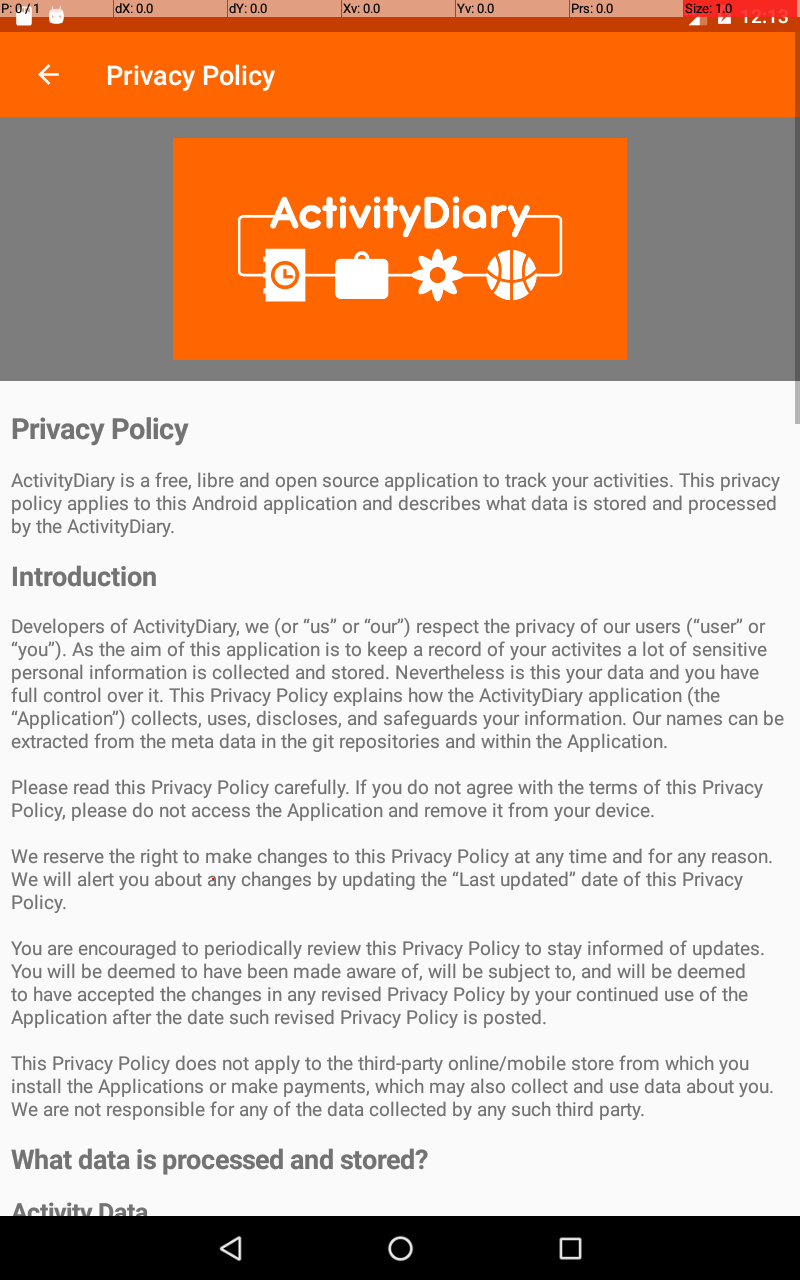 P: 0 / 1
dX: 0.0
dY: 0.0
Xv: 0.0
Yv: 0.0
Prs: 0.0
Size: 1.0
12:13
Privacy Policy
ActivityDiary
Privacy Policy
ActivityDiary is a free, libre and open source application to track your activities. This privacy
policy applies to this Android application and describes what data is stored and processed
by the ActivityDiary.
Introduction
Developers of ActivityDiary, we (or “us” or “our”) respect the privacy of our users (“user” or
“you”). As the aim of this application is to keep a record of your activites a lot of sensitive
personal information is collected and stored. Nevertheless is this your data and you have
full control over it. This Privacy Policy explains how the ActivityDiary application (the
“Application”) collects, uses, discloses, and safeguards your information. Our names can be
extracted from the meta data in the git repositories and within the Application.
Please read this Privacy Policy carefully. If you do not agree with the terms of this Privacy
Policy, please do not access the Application and remove it from your device.
We reserve the right to make changes to this Privacy Policy at any time and for any reason.
We will alert you about any changes by updating the “Last updated” date of this Privacy
Policy.
You are encouraged to periodically review this Privacy Policy to stay informed of updates.
You will be deemed to have been made aware of, will be subject to, and will be deemed
to have accepted the changes in any revised Privacy Policy by your continued use of the
Application after the date such revised Privacy Policy is posted.
This Privacy Policy does not apply to the third-party online/mobile store from which you
install the Applications or make payments, which may also collect and use data about you.
We are not responsible for any of the data collected by any such third party.
What data is processed and stored?
Activity Data